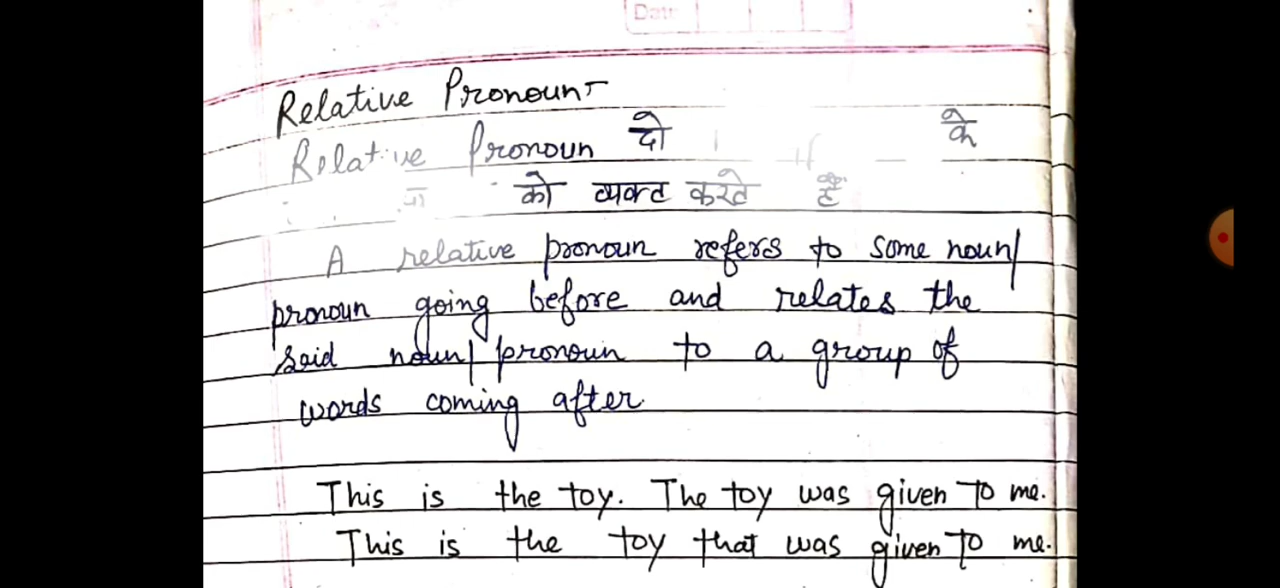 Date
Relative Pronoun-
Relative Pronoun दो के
को व्यक्त करते हैं
A relative pronoun refers to some noun/
pronoun going before and relates the
said noun/pronoun to a group of
words coming after.
This is the toy. The toy was given to me.
This is the toy that was given to me.